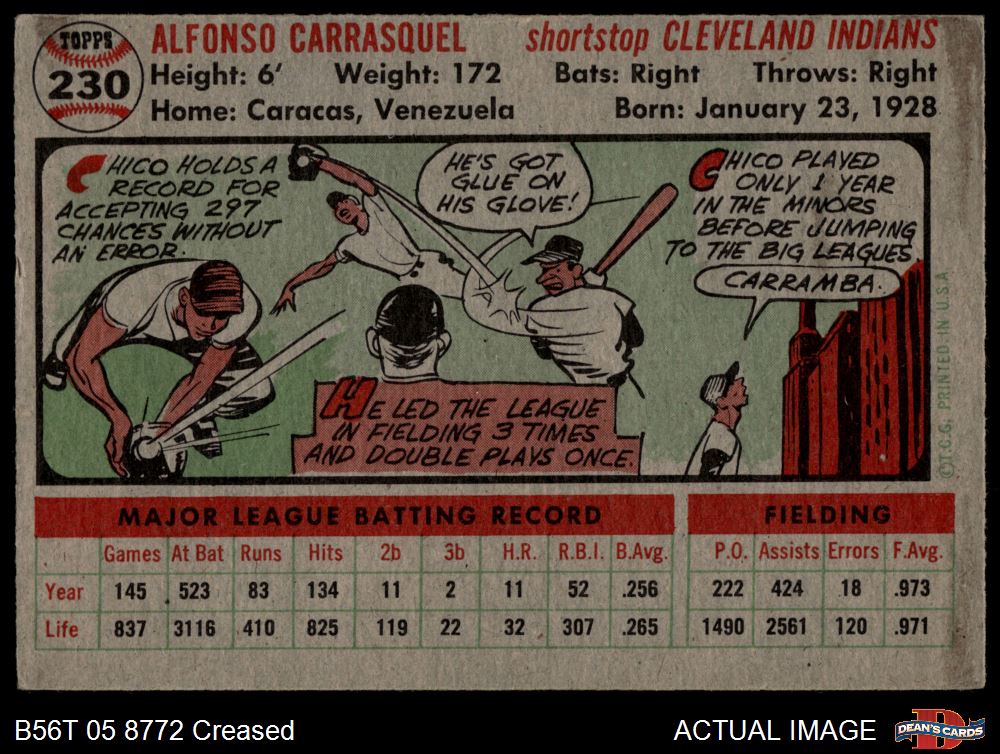 TOPPS
230
ALFONSO CARRASQUEL shortstop CLEVELAND INDIANS
Height: 6' Weight: 172 Bats: Right Throws: Right
Home: Caracas, Venezuela Born: January 23, 1928
CHICO HOLDS A
RECORD FOR
ACCEPTING 297
CHANCES WITHOUT
AN ERROR.
HE'S GOT
GLUE ON
HIS GLOVE!
CHICO PLAYED
ONLY 1 YEAR
IN THE MINORS
BEFORE JUMPING
TO THE BIG LEAGUES
CARRAMBA.
HE LED THE LEAGUE
IN FIELDING 3 TIMES
AND DOUBLE PLAYS ONCE.
©T.C.G. PRINTED IN U.S.A
MAJOR LEAGUE BATTING RECORD FIELDING
Games At Bat Runs Hits 2b 3b H.R. R.B.I. B.Avg. P.O. Assists Errors F.Avg.
Year 145 523 83 134 11 2 11 52 .256 222 424 18 .973
Life 837 3116 410 825 119 22 32 307 .265 1490 2561 120 .971
B56T 05 8772 Creased ACTUAL IMAGE
DEAN'S CARDS